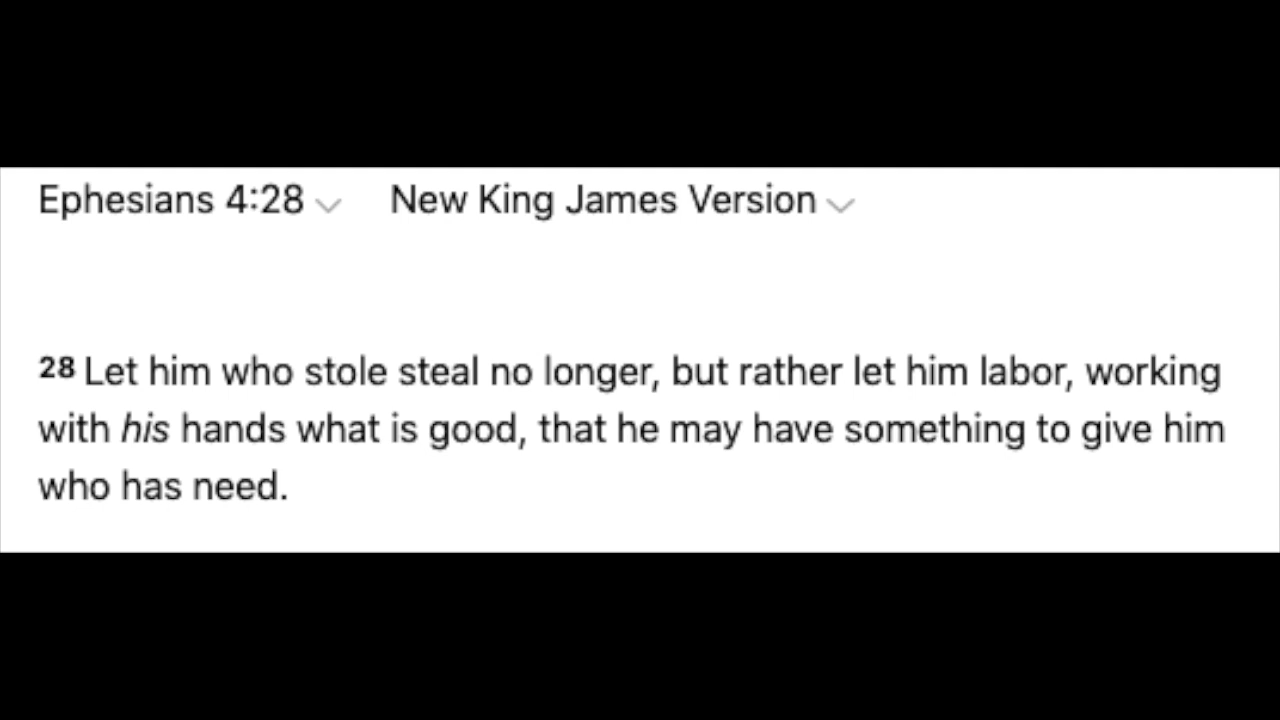 Ephesians 4:28 New King James Version
28 Let him who stole steal no longer, but rather let him labor, working
with his hands what is good, that he may have something to give him
who has need.